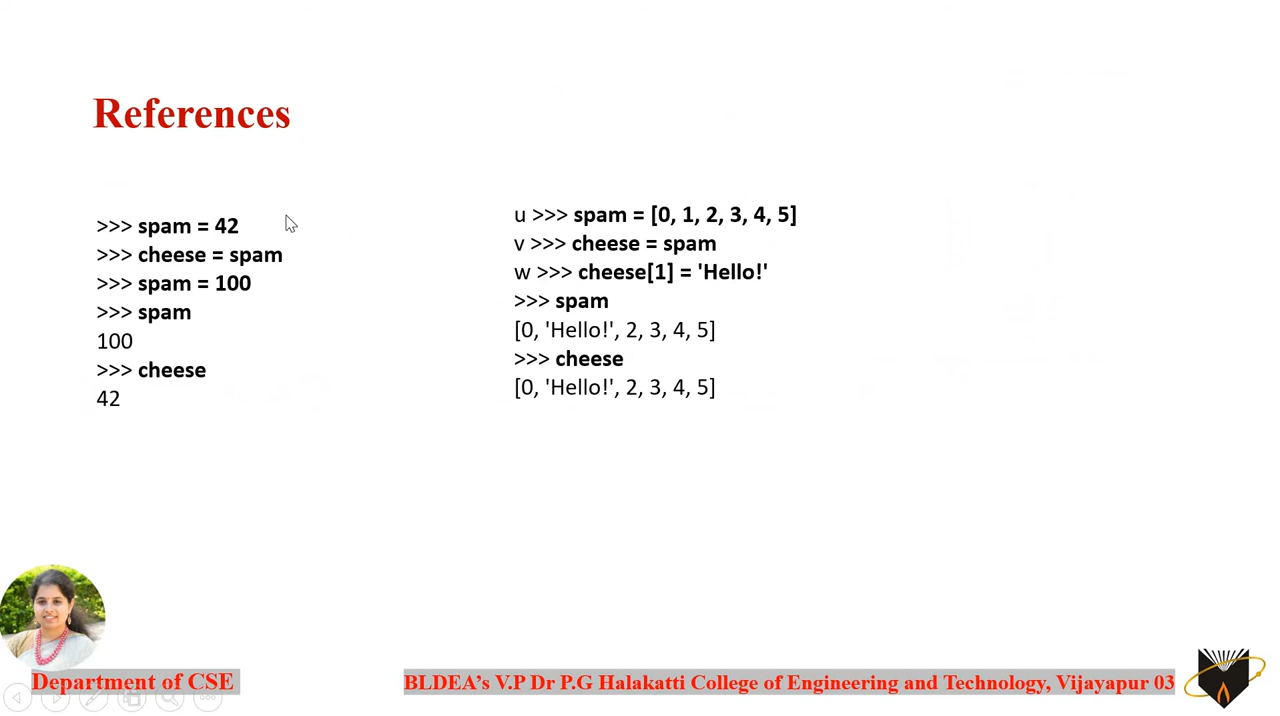 References
>>> spam = 42
>>> cheese = spam
>>> spam = 100
>>> spam
100
>>> cheese
42
u >>> spam = [0, 1, 2, 3, 4, 5]
v >>> cheese = spam
w >>> cheese[1] = 'Hello!'
>>> spam
[0, 'Hello!', 2, 3, 4, 5]
>>> cheese
[0, 'Hello!', 2, 3, 4, 5]
Department of CSE
BLDEA’s V.P Dr P.G Halakatti College of Engineering and Technology, Vijayapur 03